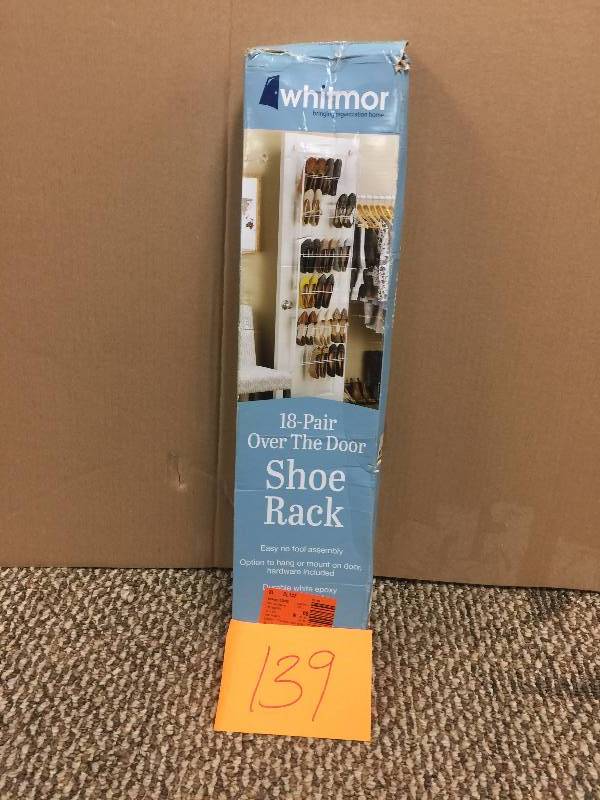 whitmor
bringing organization home
18-Pair
Over The Door
Shoe
Rack
Easy no tool assembly
Option to hang or mount on door,
hardware included
Durable white epoxy
139